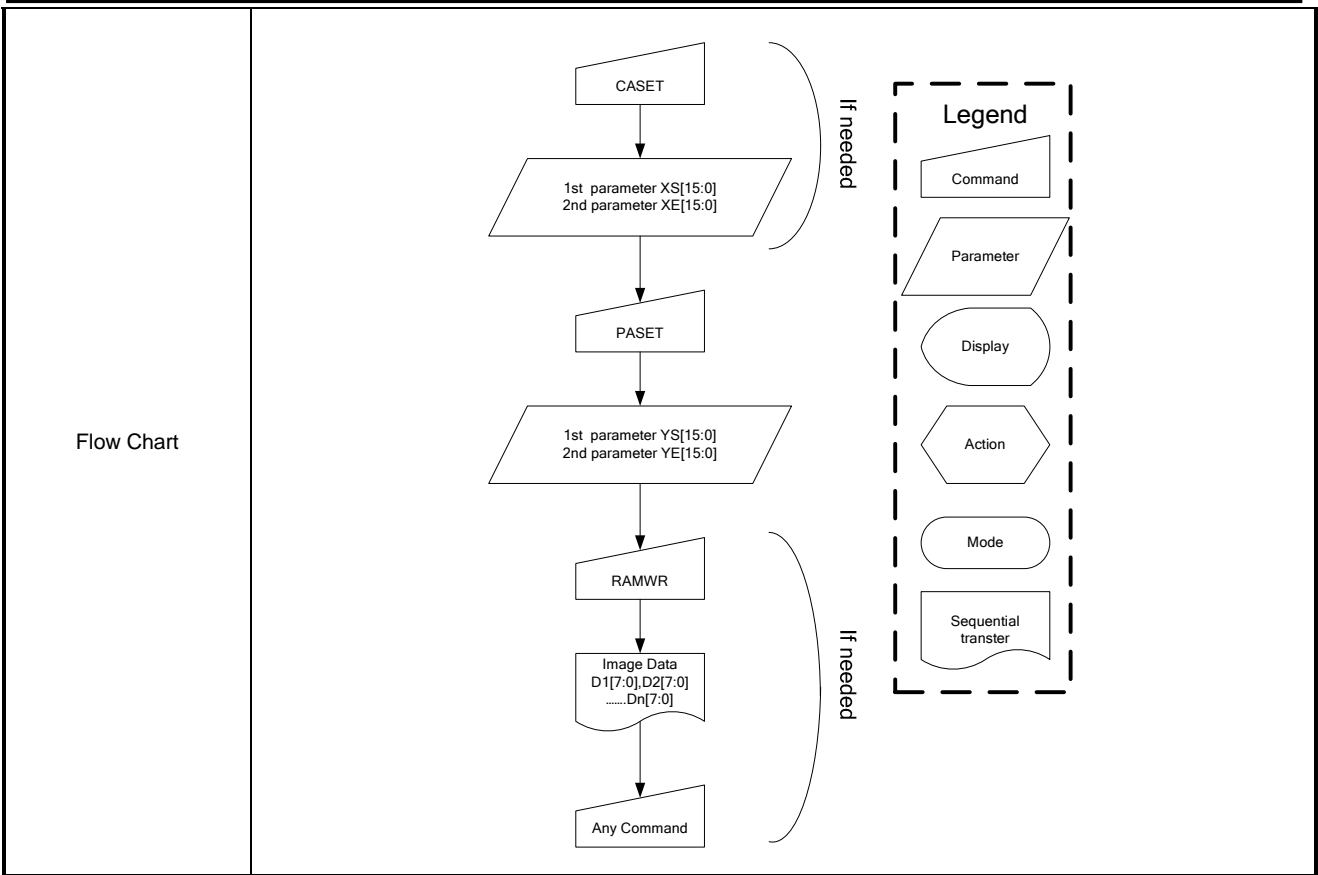 Flow Chart
CASET
1st  parameter XS[15:0]
2nd parameter XE[15:0]
If needed
PASET
1st  parameter YS[15:0]
2nd parameter YE[15:0]
RAMWR
Image Data
D1[7:0],D2[7:0]
.......Dn[7:0]
Any Command
If needed
Legend
Command
Parameter
Display
Action
Mode
Sequential
transter